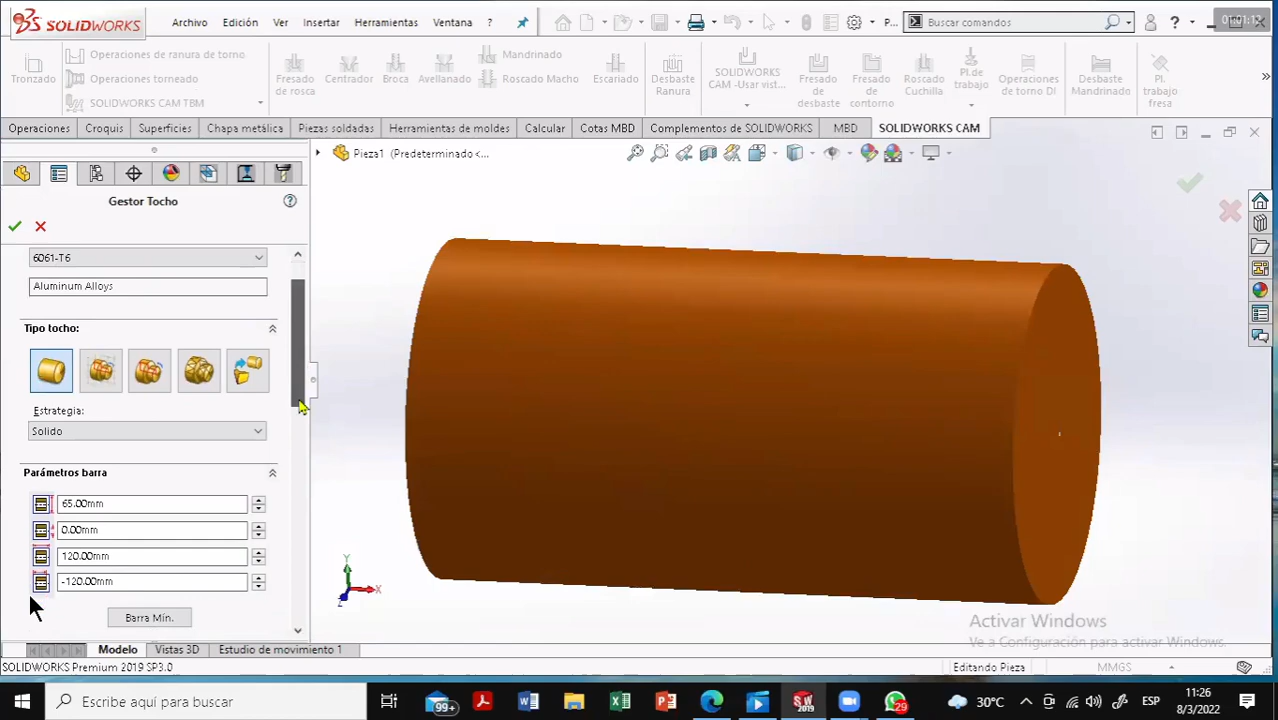 SOLIDWORKS
Archivo Edición Ver Insertar Herramientas Ventana ?
P...
Buscar comandos
?
Operaciones de ranura de torno
Operaciones torneado
SOLIDWORKS CAM TBM
Tronzado
Fresado de rosca
Centrador
Broca
Avellanado
Mandrinado
Roscado Macho
Escariado
Desbaste Ranura
SOLIDWORKS CAM -Usar vist...
Fresado de desbaste
Fresado de contorno
Roscado Cuchilla
Pl.de trabajo
Operaciones de torno DI
Desbaste Mandrinado
Pl. trabajo fresa
Operaciones Croquis Superficies Chapa metálica Piezas soldadas Herramientas de moldes Calcular Cotas MBD Complementos de SOLIDWORKS MBD SOLIDWORKS CAM
Pieza1 (Predeterminado <...
Gestor Tocho
6061-T6
Aluminum Alloys
Tipo tocho:
Estrategia:
Solido
Parámetros barra
65.00mm
0.00mm
120.00mm
-120.00mm
Barra Mín.
Y
X
Z
Activar Windows
Ve a Configuración para activar Windows.
Modelo Vistas 3D Estudio de movimiento 1
SOLIDWORKS Premium 2019 SP3.0
Editando Pieza
MMGS
Escribe aquí para buscar
99+
2019
29
30°C
ESP
11:26
8/3/2022